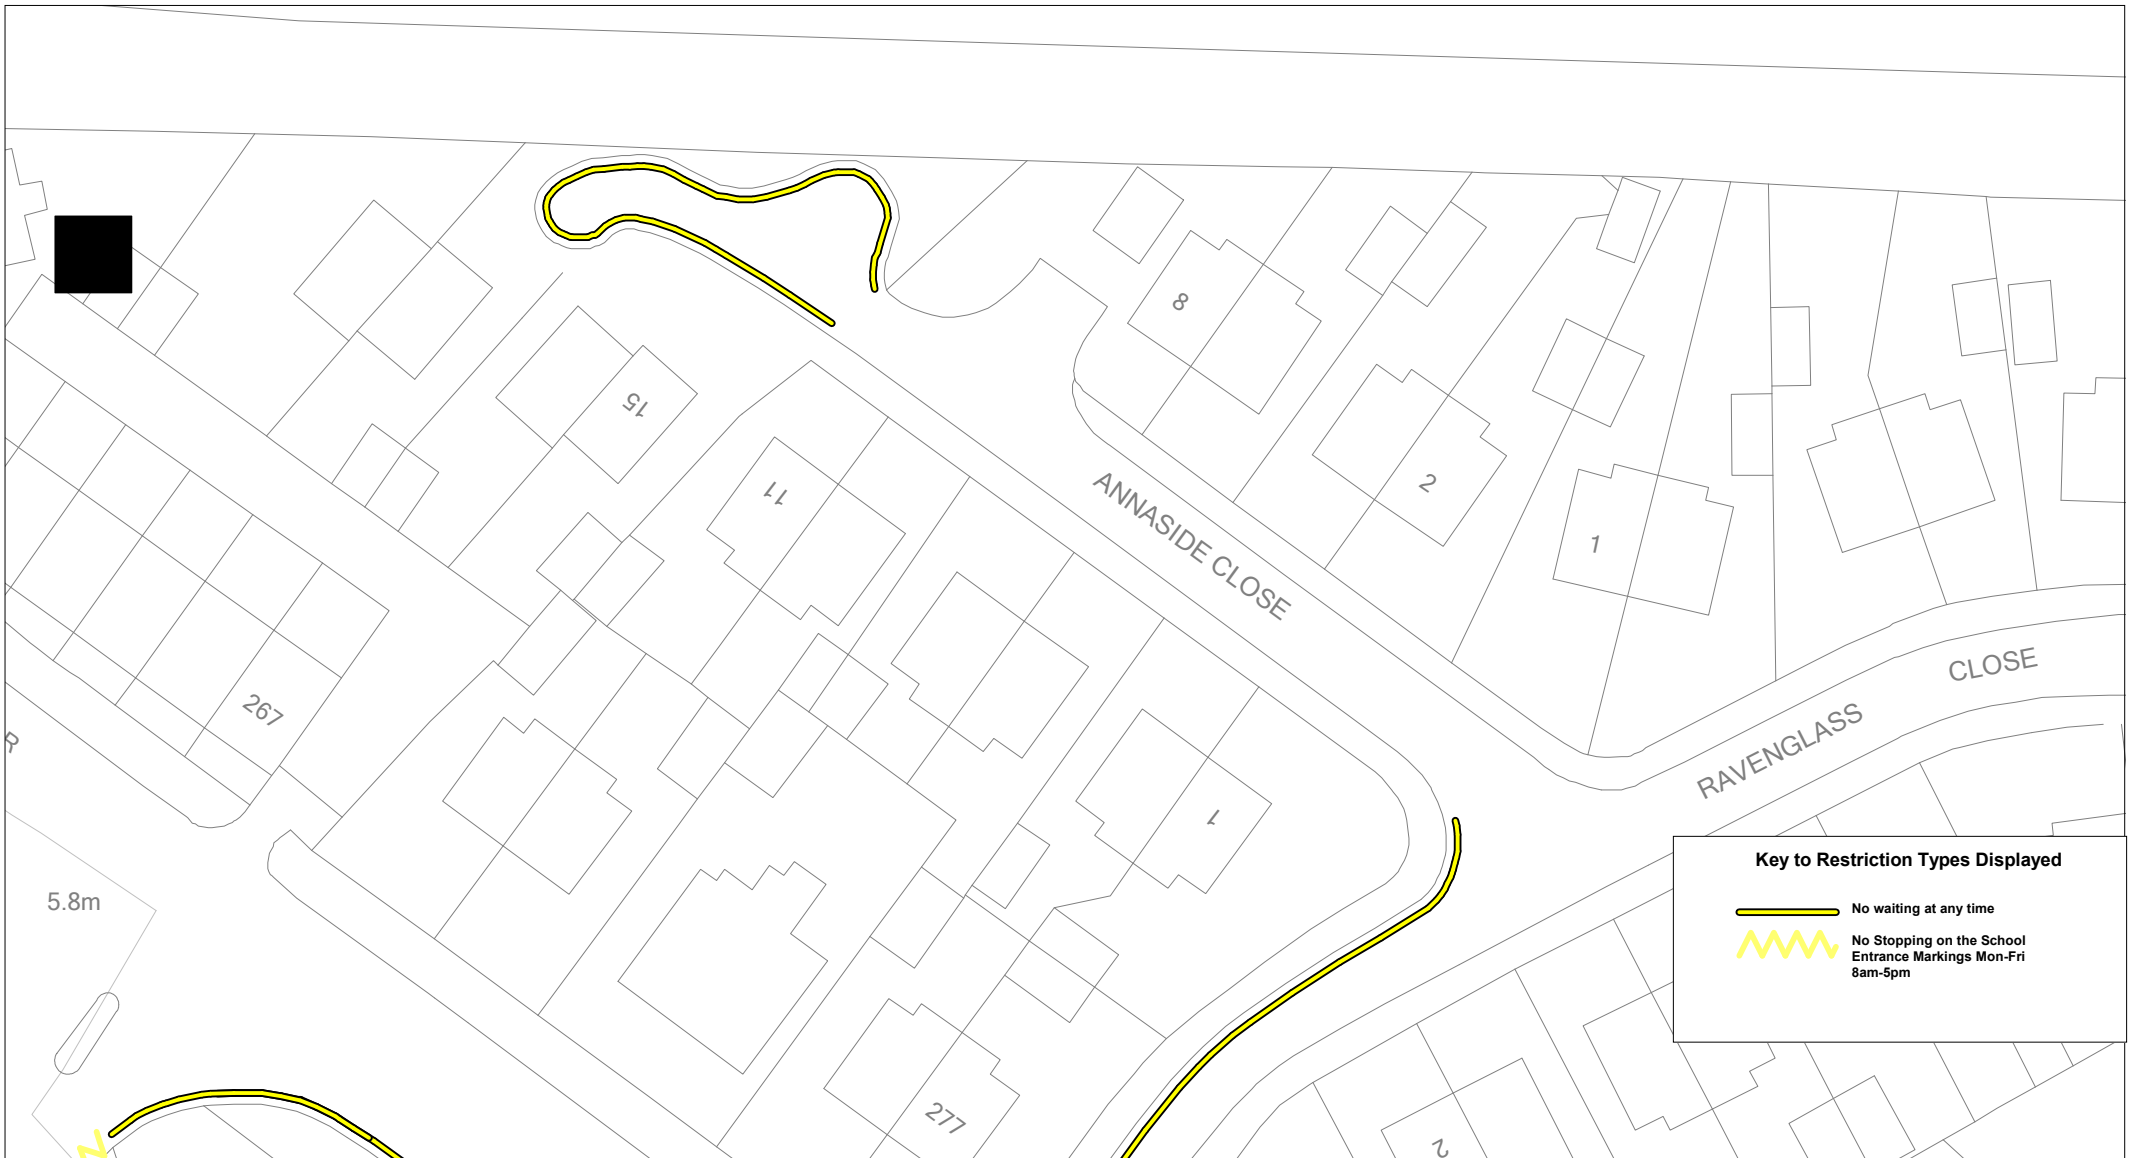 8
15
2
11
ANNASIDE CLOSE
1
CLOSE
267
RAVENGLASS
R
1
Key to Restriction Types Displayed
5.8m
No waiting at any time
No Stopping on the School
Entrance Markings Mon-Fri
8am-5pm
277
2